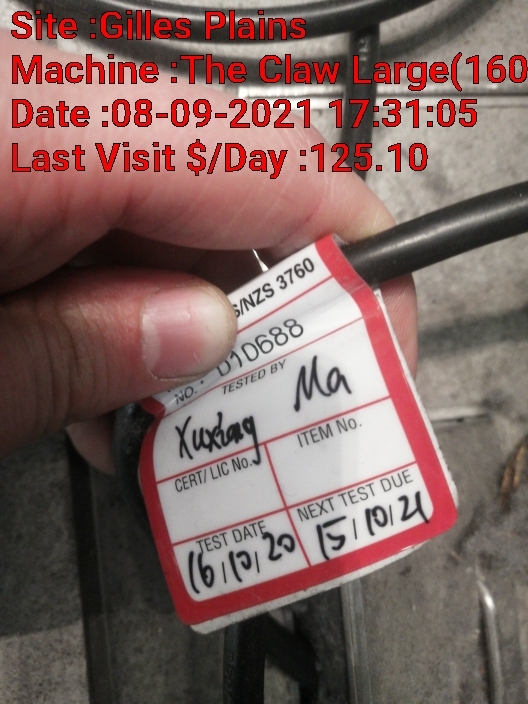 Site :Gilles Plains
Machine :The Claw Large(160
Date :08-09-2021 17:31:05
Last Visit $/Day :125.10
S/NZS 3760
NO. 010688
TESTED BY
Xuxiang Ma
CERT/ LIC No. ITEM No.
TEST DATE NEXT TEST DUE
16/10/20 15/10/21